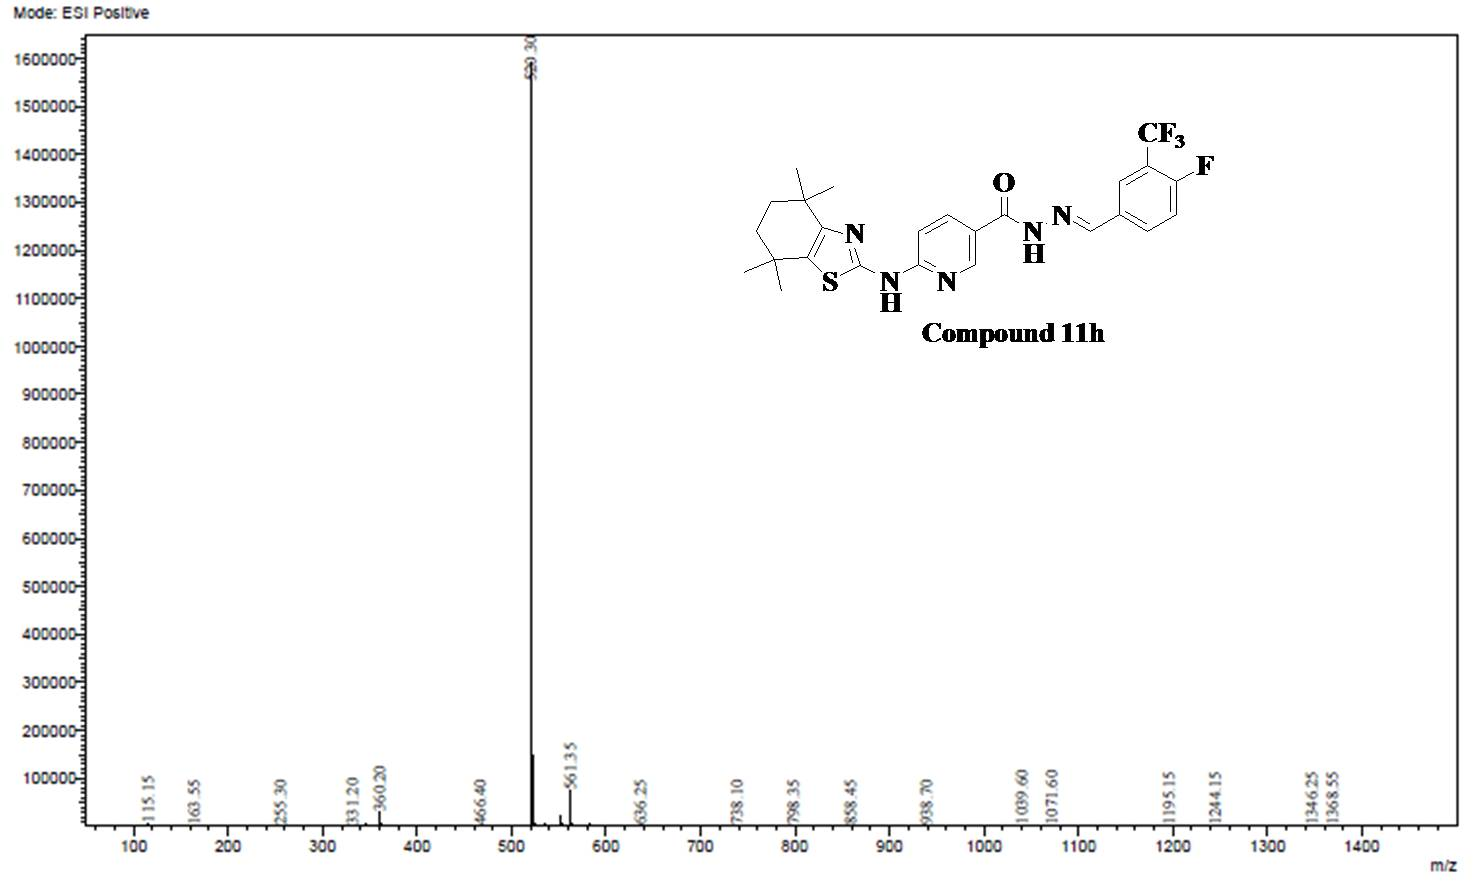 Mode: ESI Positive
1600000
1500000
1400000
1300000
1200000
1100000
1000000
900000
800000
700000
600000
500000
400000
300000
200000
100000
520.30
115.15
163.55
255.30
331.20
360.20
466.40
561.35
636.25
738.10
798.35
858.45
938.70
1039.60
1071.60
1195.15
1244.15
1346.25
1368.55
CF3
F
O
N
N
H
N
S
N
H
N
Compound 11h
100 200 300 400 500 600 700 800 900 1000 1100 1200 1300 1400
m/z